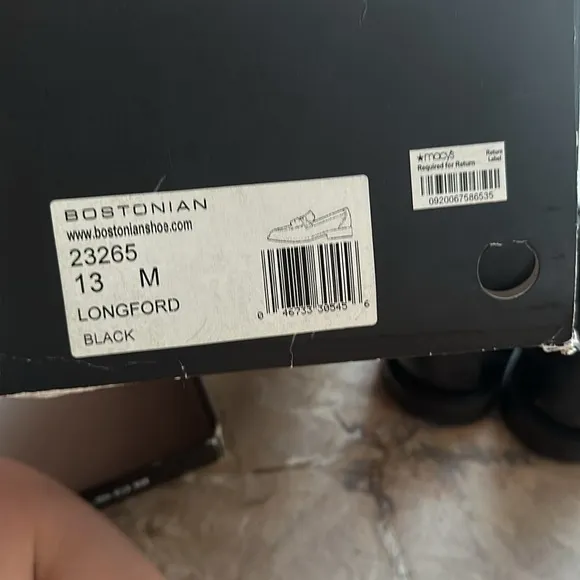 BOSTONIAN
www.bostonianshoe.com
23265
13 M
LONGFORD
BLACK
0 46733 30545 6
★macy's
Return
Label
Required for Return
0920067586535